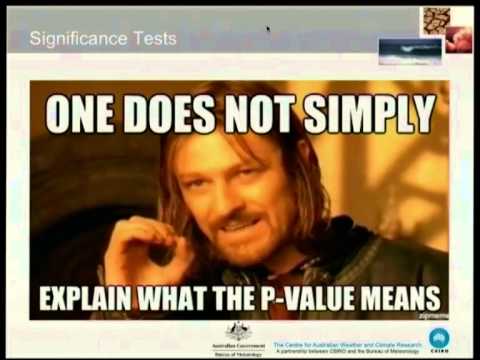 Significance Tests
ONE DOES NOT SIMPLY
EXPLAIN WHAT THE P-VALUE MEANS
zipmeme
Australian Government
Bureau of Meteorology
The Centre for Australian Weather and Climate Research
A partnership between CSIRO and the Bureau of Meteorology
CSIRO